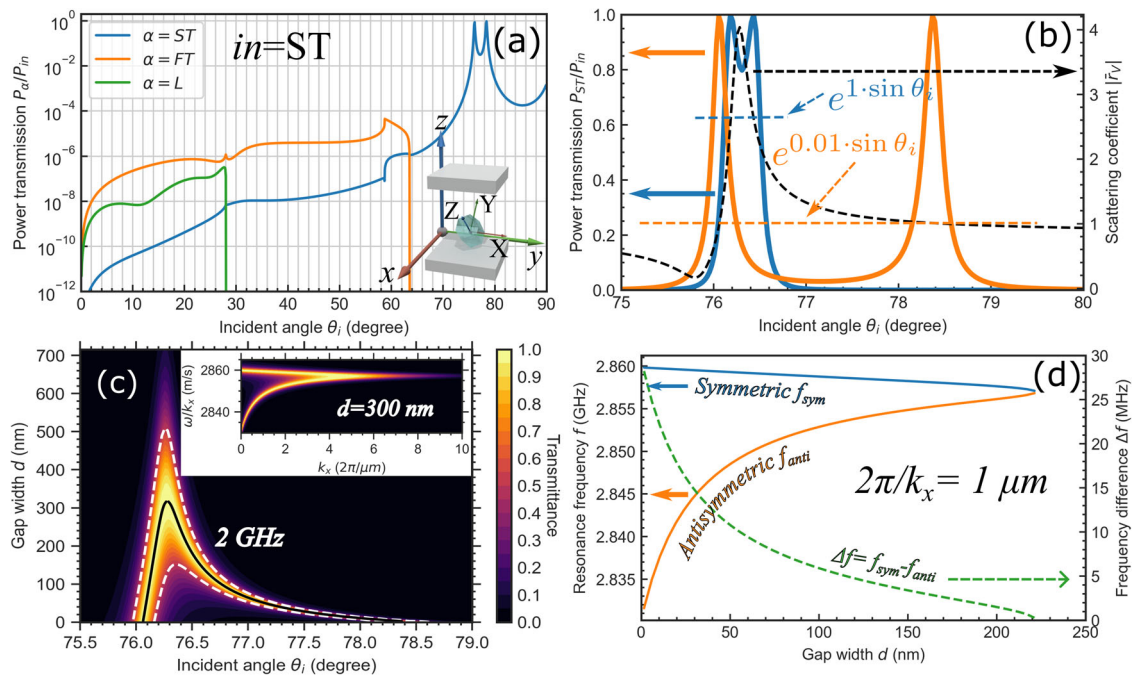 10⁰
10⁻²
10⁻⁴
10⁻⁶
10⁻⁸
10⁻¹⁰
10⁻¹²
Power transmission P_α/P_in
α = ST
α = FT
α = L
in=ST
(a)
z
Z
Y
X
x
y
0 10 20 30 40 50 60 70 80 90
Incident angle θ_i (degree)
1.0
0.8
0.6
0.4
0.2
0.0
Power transmission P_ST/P_in
(b)
e^{1·sin θ_i}
e^{0.01·sin θ_i}
4
3
2
1
0
Scattering coefficient |r̃_V|
75 76 77 78 79 80
Incident angle θ_i (degree)
700
600
500
400
300
200
100
0
Gap width d (nm)
(c)
2860
2840
ω/k_x (m/s)
d=300 nm
0 2 4 6 8 10
k_x (2π/μm)
2 GHz
75.5 76.0 76.5 77.0 77.5 78.0 78.5 79.0
Incident angle θ_i (degree)
1.0
0.9
0.8
0.7
0.6
0.5
0.4
0.3
0.2
0.1
0.0
Transmittance
2.860
2.855
2.850
2.845
2.840
2.835
Resonance frequency f (GHz)
(d)
Symmetric f_sym
Antisymmetric f_anti
2π/k_x= 1 μm
Δf= f_sym-f_anti
30
25
20
15
10
5
0
Frequency difference Δf (MHz)
0 50 100 150 200 250
Gap width d (nm)